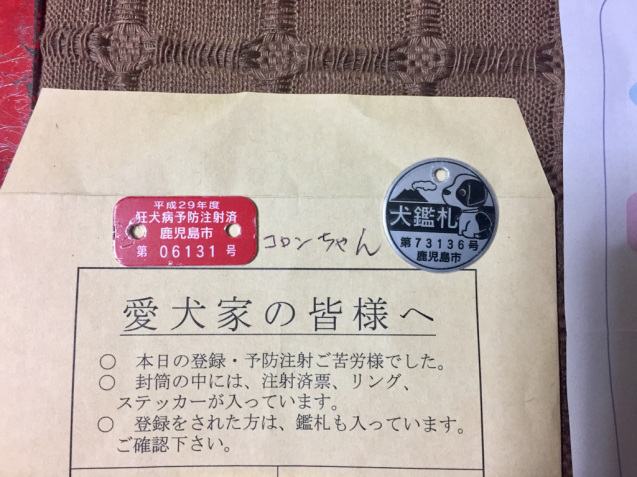 平成29年度
狂犬病予防注射済
鹿児島市
第 06131 号
コロンちゃん
犬鑑札
第73136号
鹿児島市
愛犬家の皆様へ
○ 本日の登録・予防注射ご苦労様でした。
○ 封筒の中には、注射済票、リング、
ステッカーが入っています。
○ 登録をされた方は、鑑札も入っています。
ご確認下さい。